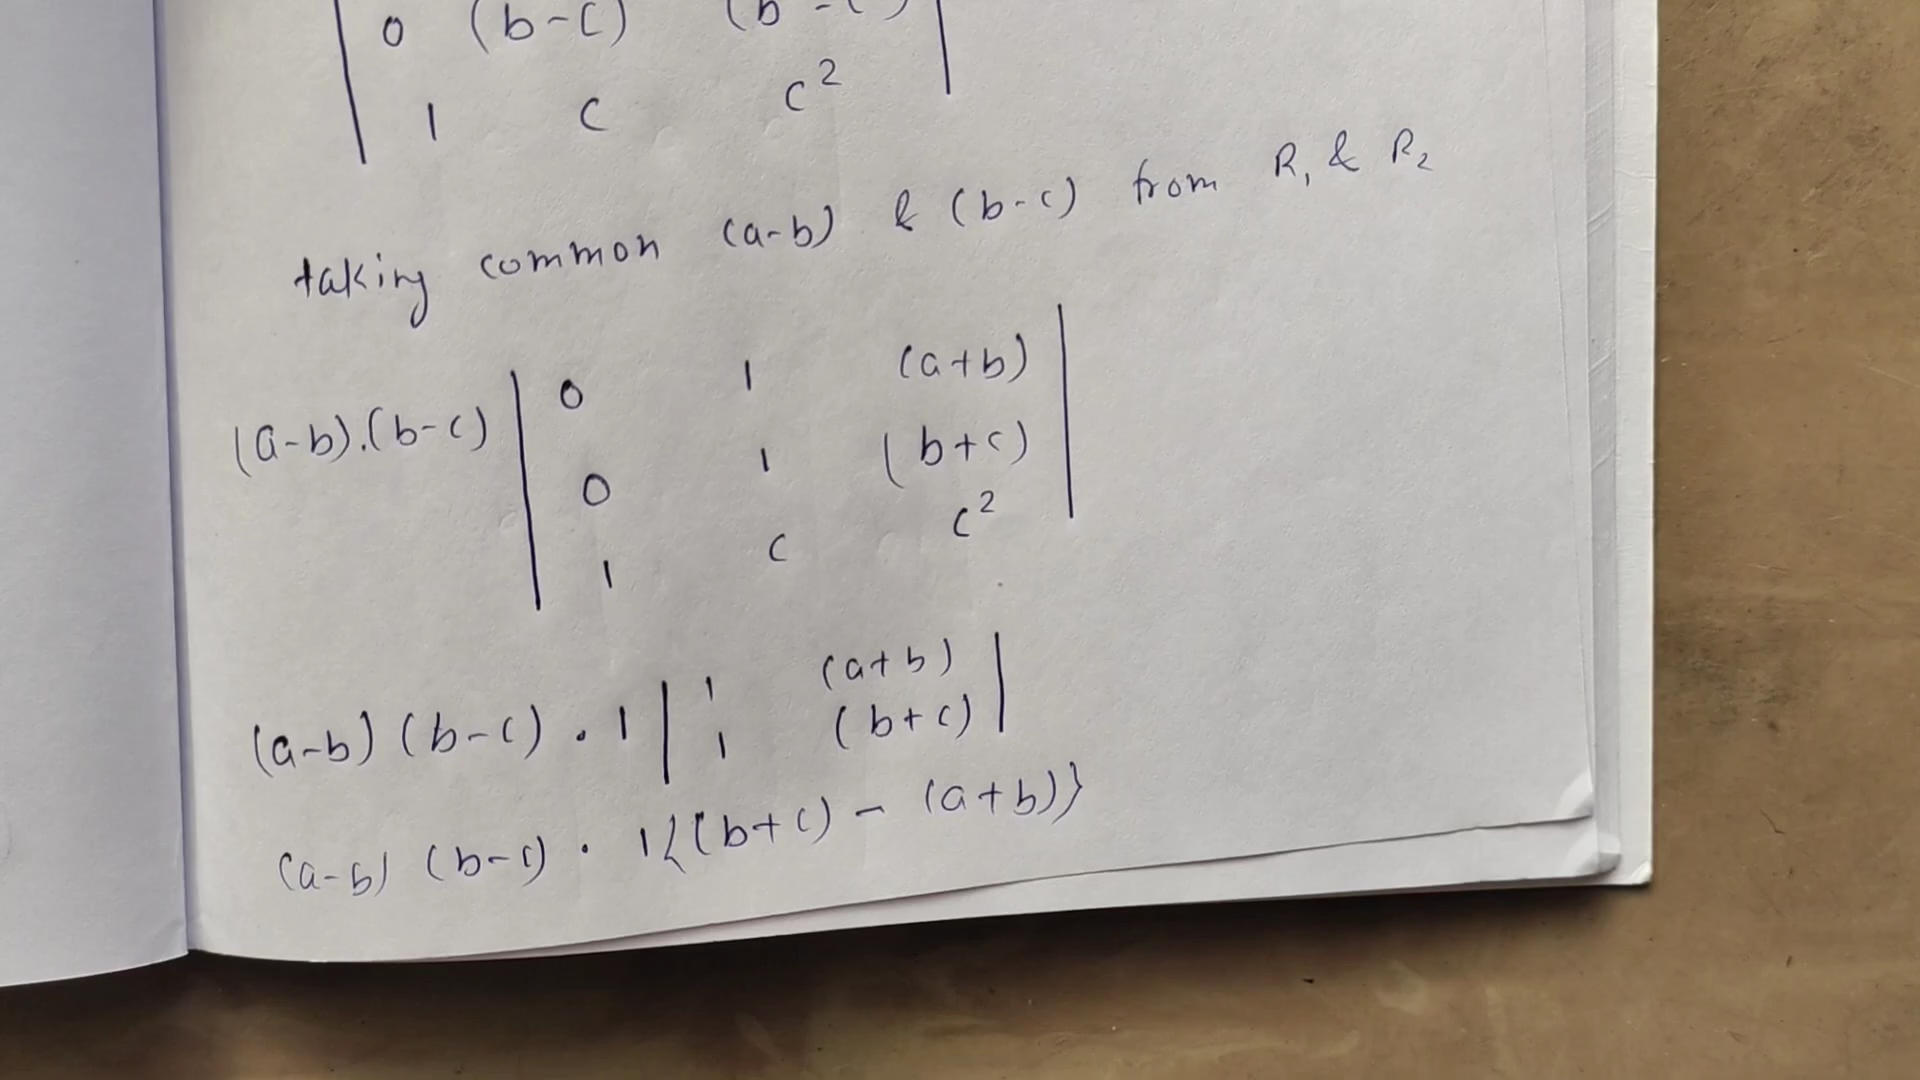 0 (b-c)
1 c c²
taking common (a-b) & (b-c) from R₁ & R₂
(a-b).(b-c) | 0 1 (a+b) |
0 1 (b+c)
1 c c²
(a-b) (b-c) . 1 | 1 (a+b) |
1 (b+c)
(a-b) (b-c) . 1{(b+c) - (a+b)}